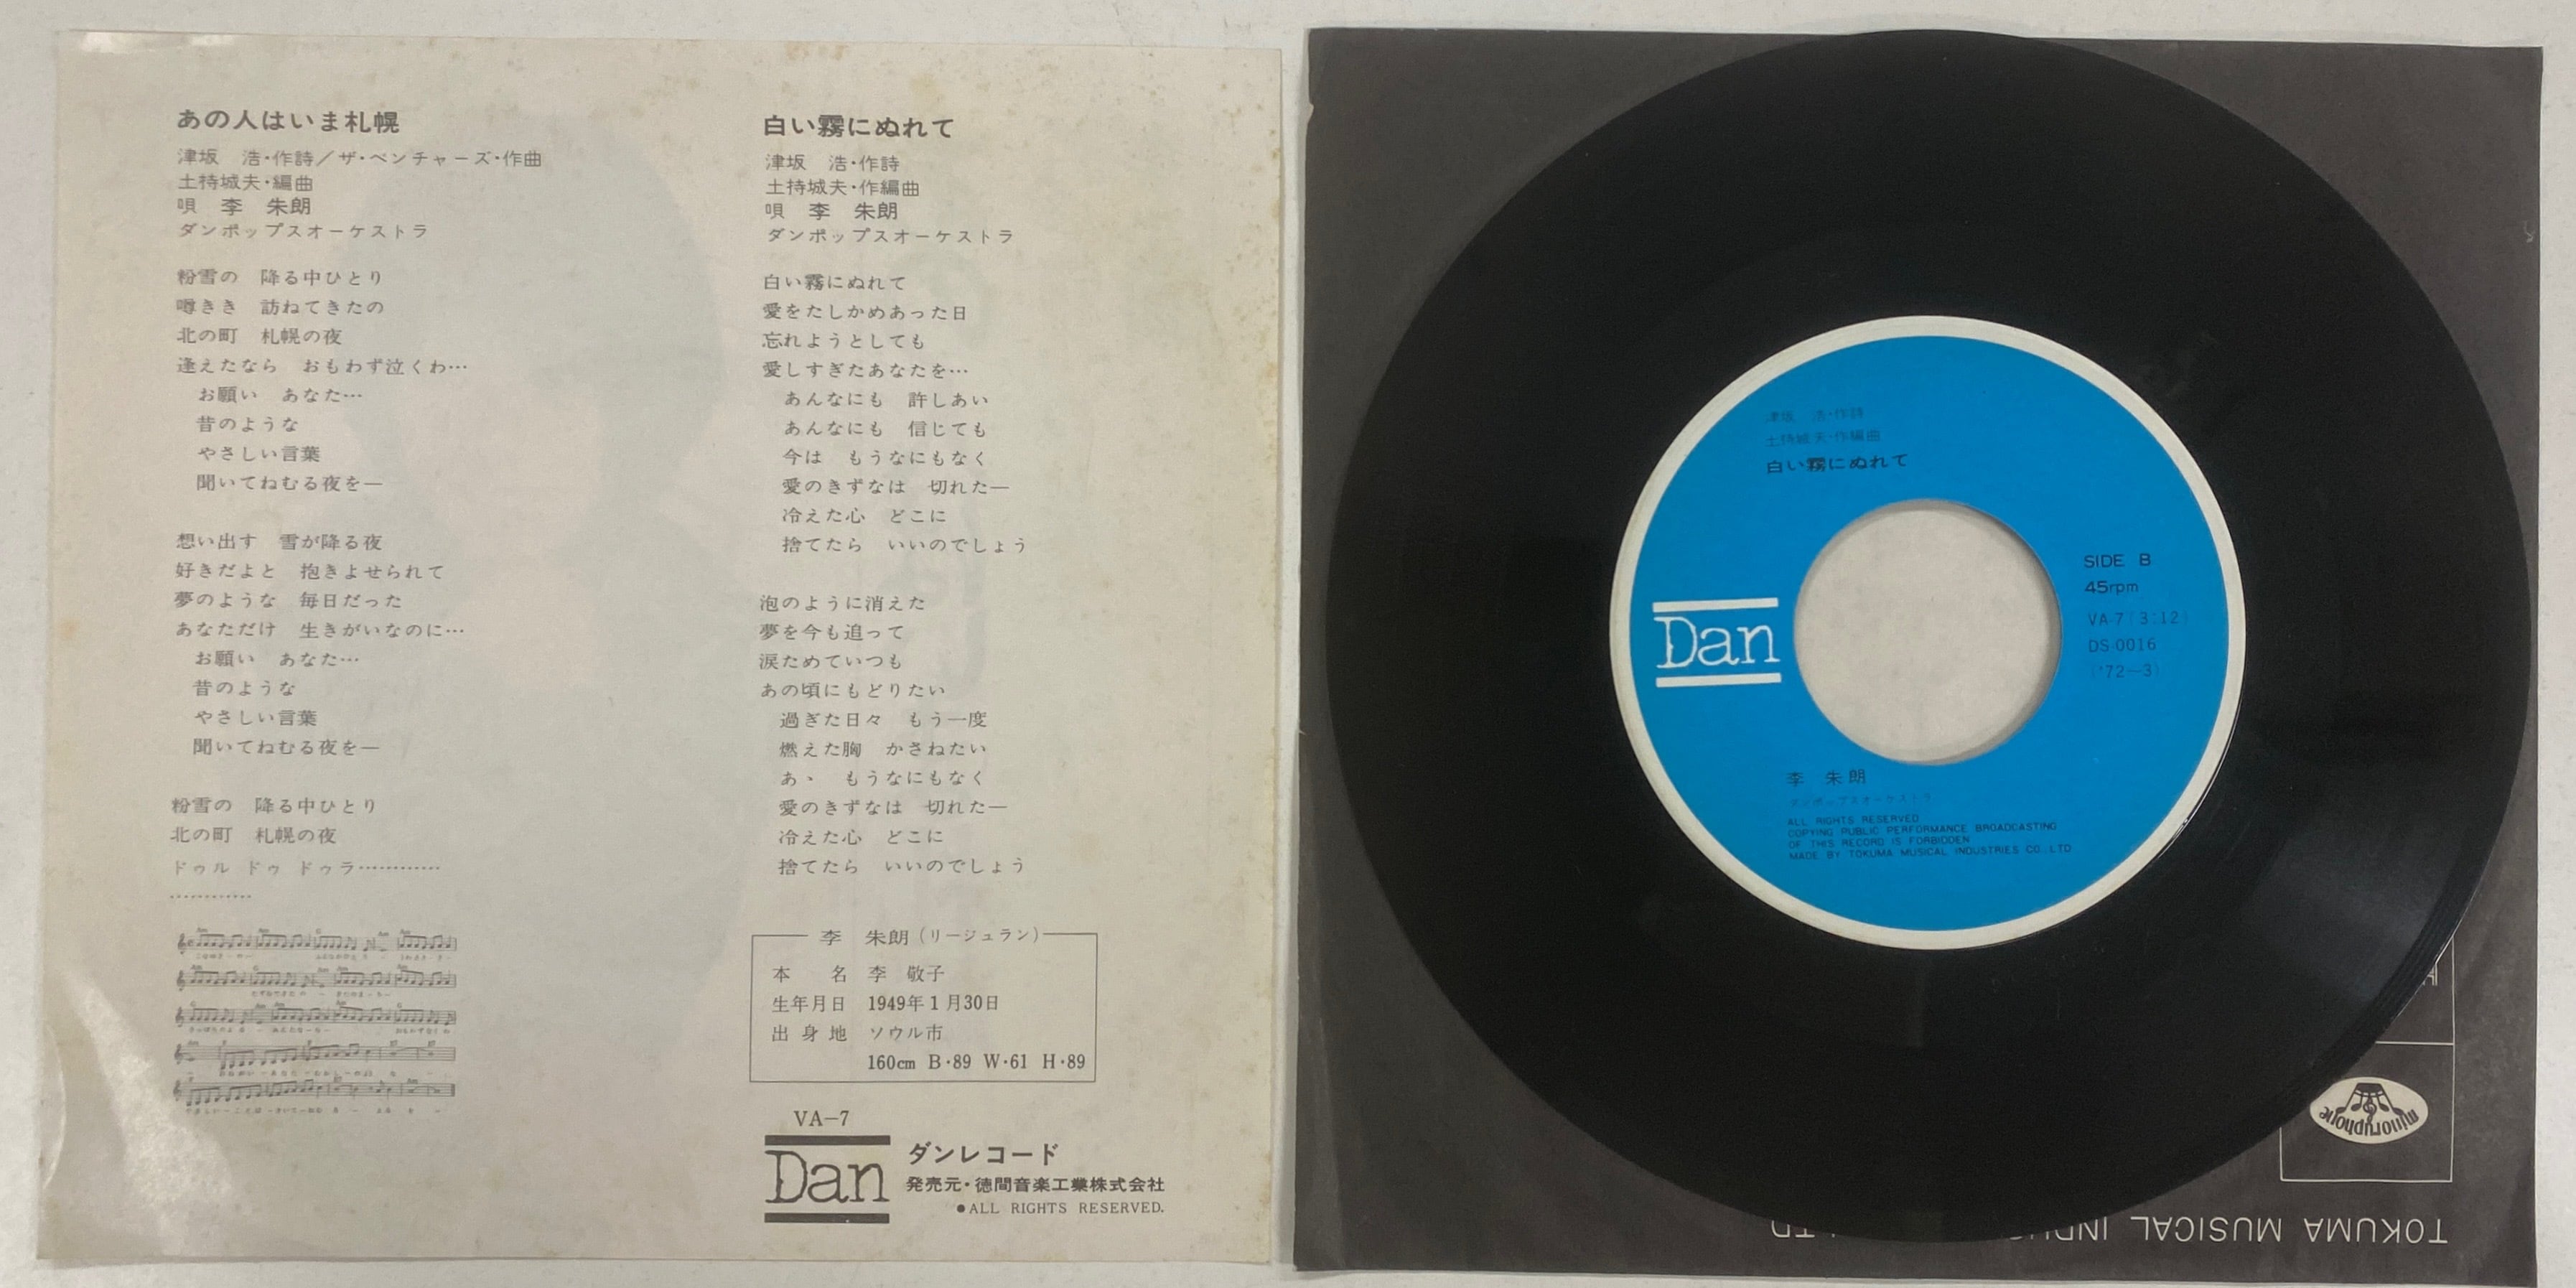 あの人はいま札幌
津坂　浩・作詩／ザ・ベンチャーズ・作曲
土持城夫・編曲
唄　李　朱朗
ダンポップスオーケストラ
粉雪の　降る中ひとり
噂きき　訪ねてきたの
北の町　札幌の夜
逢えたなら　おもわず泣くわ…
お願い　あなた…
昔のような
やさしい言葉
聞いてねむる夜を―
想い出す　雪が降る夜
好きだよと　抱きよせられて
夢のような　毎日だった
あなただけ　生きがいなのに…
お願い　あなた…
昔のような
やさしい言葉
聞いてねむる夜を―
粉雪の　降る中ひとり
北の町　札幌の夜
ドゥル　ドゥ　ドゥラ…………
…………
白い霧にぬれて
津坂　浩・作詩
土持城夫・作編曲
唄　李　朱朗
ダンポップスオーケストラ
白い霧にぬれて
愛をたしかめあった日
忘れようとしても
愛しすぎたあなたを…
あんなにも　許しあい
あんなにも　信じても
今は　もうなにもなく
愛のきずなは　切れた―
冷えた心　どこに
捨てたら　いいのでしょう
泡のように消えた
夢を今も追って
涙ためていつも
あの頃にもどりたい
過ぎた日々　もう一度
燃えた胸　かさねたい
あゝ　もうなにもなく
愛のきずなは　切れた―
冷えた心　どこに
捨てたら　いいのでしょう
李　朱朗（リージュラン）
本　名　李　敬子
生年月日　1949年1月30日
出身地　ソウル市
160cm B・89 W・61 H・89
VA-7
Dan
ダンレコード
発売元・徳間音楽工業株式会社
●ALL RIGHTS RESERVED.
津坂　浩・作詩
土持城夫・作編曲
白い霧にぬれて
SIDE B
45rpm
VA-7 (3:12)
DS-0016
('72-3)
Dan
李　朱朗
ダンポップスオーケストラ
ALL RIGHTS RESERVED
COPYING PUBLIC PERFORMANCE BROADCASTING
OF THIS RECORD IS FORBIDDEN
MADE BY TOKUMA MUSICAL INDUSTRIES CO. LTD
minoruphone
TOKUMA MUSICAL INDUS
LTD